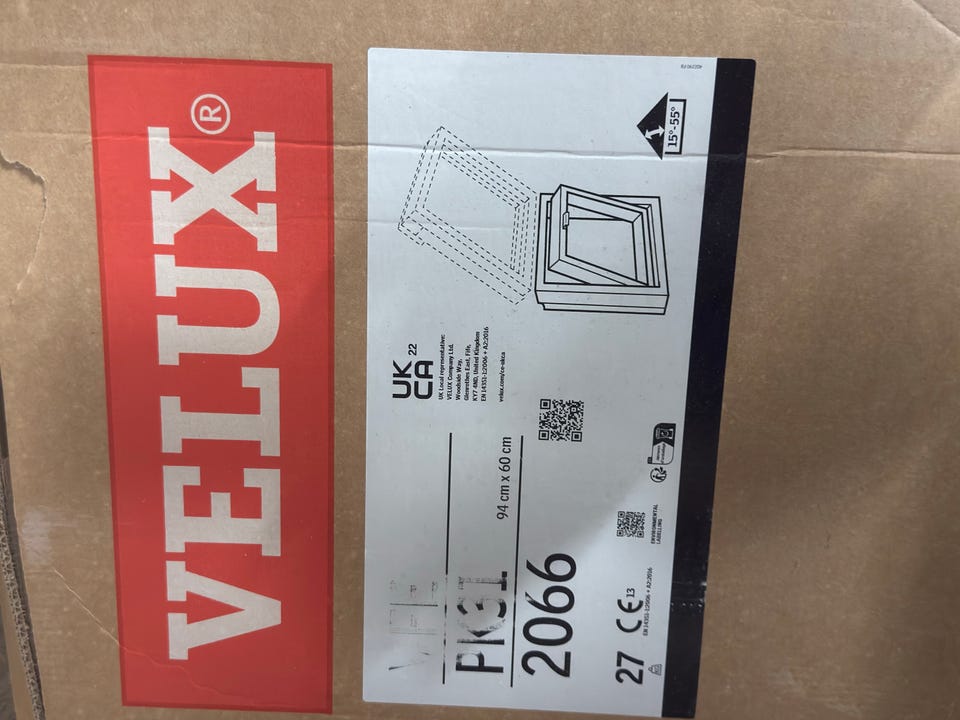 VELUX®
PK31
94 cm x 60 cm
2066
27 CE 13
EN 14351-1:2006 + A2:2016
ENVIRONMENTAL
LABELLING
UK
CA 22
UK Local representative:
VELUX Company Ltd.
Woodside Way,
Glenrothes East, Fife,
KY7 4ND, United Kingdom
EN 14351-1:2006 + A2:2016
velux.com/ce-ukca
15°-55°